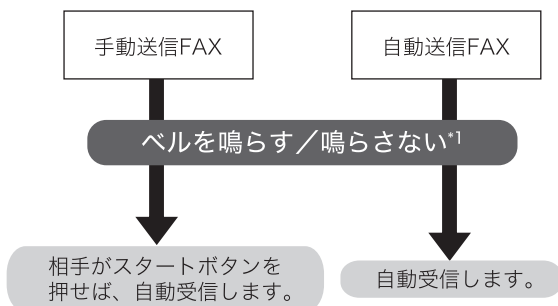 手動送信FAX
自動送信FAX
ベルを鳴らす／鳴らさない*1
相手がスタートボタンを
押せば、自動受信します。
自動受信します。